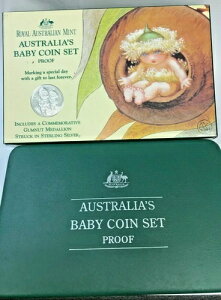 ROYAL AUSTRALIAN MINT
AUSTRALIA'S
BABY COIN SET
PROOF
Marking a special day
with a gift to last forever
INCLUDES A COMMEMORATIVE
GUMNUT MEDALLION
STRUCK IN STERLING SILVER
AUSTRALIA'S
BABY COIN SET
PROOF